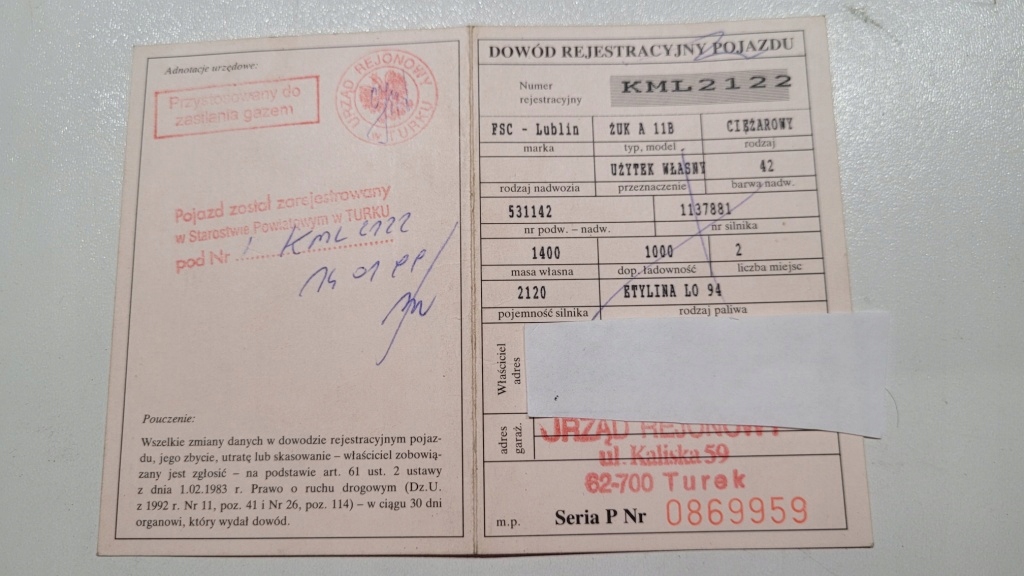 Adnotacje urzędowe:
Przystosowany do
zasilania gazem
URZĄD REJONOWY
TURKU
Pojazd został zarejestrowany
w Starostwie Powiatowym w TURKU
pod Nr KML 2122
14 01 99
Pouczenie:
Wszelkie zmiany danych w dowodzie rejestracyjnym pojaz-
du, jego zbycie, utratę lub skasowanie – właściciel zobowią-
zany jest zgłosić – na podstawie art. 61 ust. 2 ustawy
z dnia 1.02.1983 r. Prawo o ruchu drogowym (Dz.U.
z 1992 r. Nr 11, poz. 41 i Nr 26, poz. 114) – w ciągu 30 dni
organowi, który wydał dowód.
DOWÓD REJESTRACYJNY POJAZDU
Numer
rejestracyjny
KML2122
FSC - Lublin ŻUK A 11B CIĘŻAROWY
marka typ, model rodzaj
UŻYTEK WŁASNY 42
rodzaj nadwozia przeznaczenie barwa nadw.
531142 1137881
nr podw. – nadw. nr silnika
1400 1000 2
masa własna dop. ładowność liczba miejsc
2120 ETYLINA LO 94
pojemność silnika rodzaj paliwa
Właściciel
adres
adres
garaż.
URZĄD REJONOWY
ul. Kaliska 59
62-700 Turek
m.p. Seria P Nr 0869959